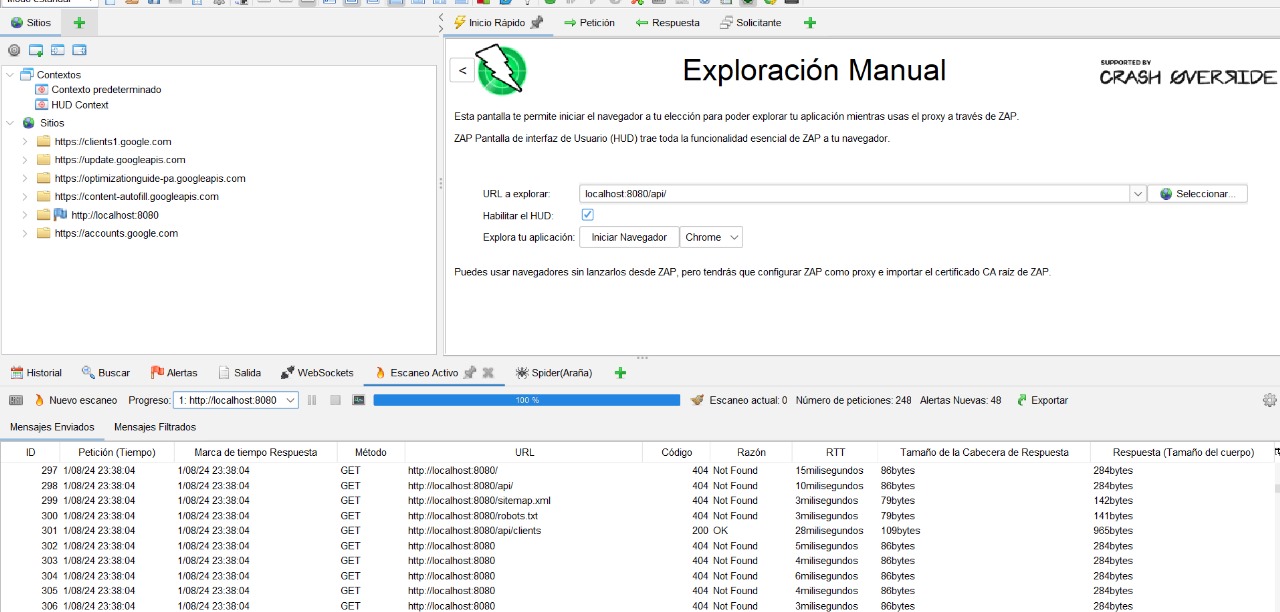 Modo Estándar
Sitios
Inicio Rápido Petición Respuesta Solicitante
Contextos
Contexto predeterminado
HUD Context
Sitios
https://clients1.google.com
https://update.googleapis.com
https://optimizationguide-pa.googleapis.com
https://content-autofill.googleapis.com
http://localhost:8080
https://accounts.google.com
<
Exploración Manual
SUPPORTED BY
CRASH ØVERRIDE
Esta pantalla te permite iniciar el navegador a tu elección para poder explorar tu aplicación mientras usas el proxy a través de ZAP.
ZAP Pantalla de interfaz de Usuario (HUD) trae toda la funcionalidad esencial de ZAP a tu navegador.
URL a explorar: localhost:8080/api/ Seleccionar...
Habilitar el HUD:
Explora tu aplicación: Iniciar Navegador Chrome
Puedes usar navegadores sin lanzarlos desde ZAP, pero tendrás que configurar ZAP como proxy e importar el certificado CA raíz de ZAP.
Historial Buscar Alertas Salida WebSockets Escaneo Activo Spider(Araña)
Nuevo escaneo Progreso: 1: http://localhost:8080 100 % Escaneo actual: 0 Número de peticiones: 248 Alertas Nuevas: 48 Exportar
Mensajes Enviados Mensajes Filtrados
ID Petición (Tiempo) Marca de tiempo Respuesta Método URL Código Razón RTT Tamaño de la Cabecera de Respuesta Respuesta (Tamaño del cuerpo)
297 1/08/24 23:38:04 1/08/24 23:38:04 GET http://localhost:8080/ 404 Not Found 15milisegundos 86bytes 284bytes
298 1/08/24 23:38:04 1/08/24 23:38:04 GET http://localhost:8080/api/ 404 Not Found 10milisegundos 86bytes 284bytes
299 1/08/24 23:38:04 1/08/24 23:38:04 GET http://localhost:8080/sitemap.xml 404 Not Found 3milisegundos 79bytes 142bytes
300 1/08/24 23:38:04 1/08/24 23:38:04 GET http://localhost:8080/robots.txt 404 Not Found 3milisegundos 79bytes 141bytes
301 1/08/24 23:38:04 1/08/24 23:38:04 GET http://localhost:8080/api/clients 200 OK 28milisegundos 109bytes 965bytes
302 1/08/24 23:38:04 1/08/24 23:38:04 GET http://localhost:8080 404 Not Found 5milisegundos 86bytes 284bytes
303 1/08/24 23:38:04 1/08/24 23:38:04 GET http://localhost:8080 404 Not Found 4milisegundos 86bytes 284bytes
304 1/08/24 23:38:04 1/08/24 23:38:04 GET http://localhost:8080 404 Not Found 6milisegundos 86bytes 284bytes
305 1/08/24 23:38:04 1/08/24 23:38:04 GET http://localhost:8080 404 Not Found 4milisegundos 86bytes 284bytes
306 1/08/24 23:38:04 1/08/24 23:38:04 GET http://localhost:8080 404 Not Found 3milisegundos 86bytes 284bytes